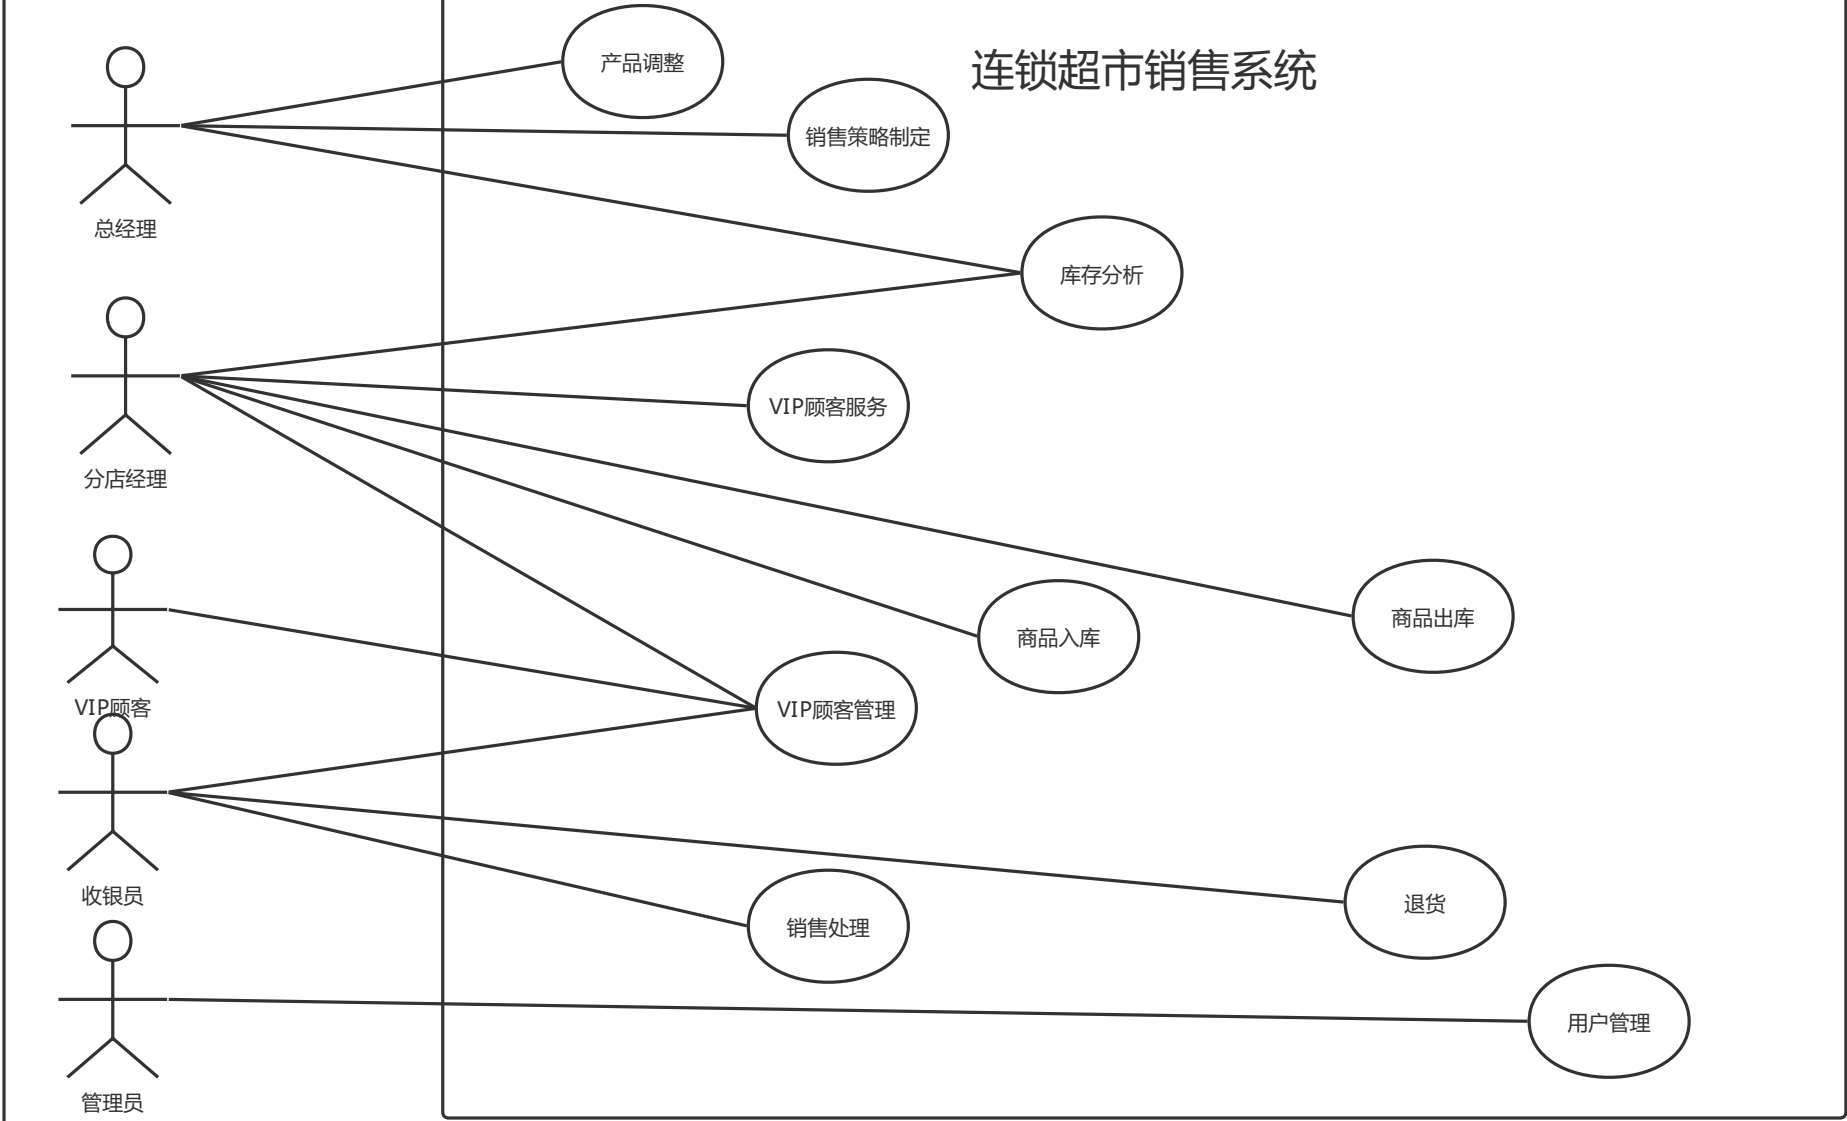 产品调整
连锁超市销售系统
销售策略制定
总经理
库存分析
VIP顾客服务
分店经理
商品出库
商品入库
VIP顾客
VIP顾客管理
收银员
退货
销售处理
用户管理
管理员